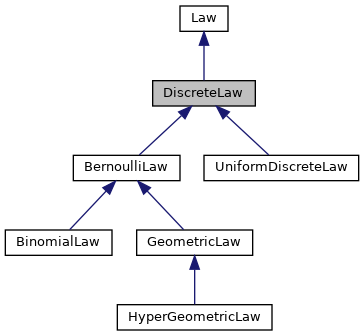 Law
DiscreteLaw
BernoulliLaw
UniformDiscreteLaw
BinomialLaw
GeometricLaw
HyperGeometricLaw